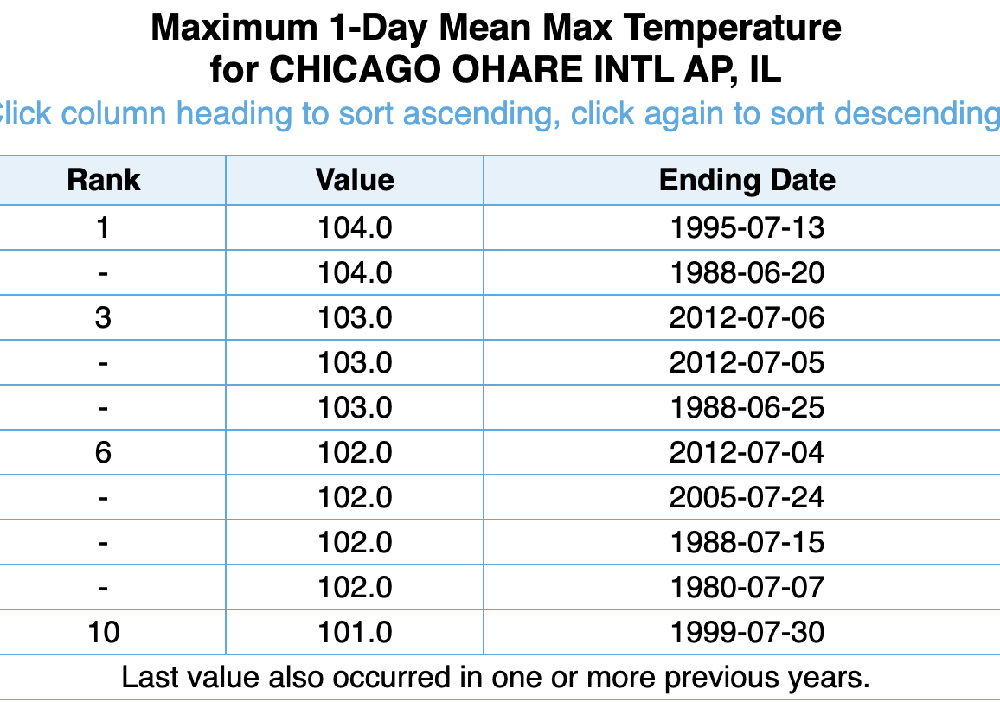 Maximum 1-Day Mean Max Temperature
for CHICAGO OHARE INTL AP, IL
lick column heading to sort ascending, click again to sort descending
Rank Value Ending Date
1 104.0 1995-07-13
- 104.0 1988-06-20
3 103.0 2012-07-06
- 103.0 2012-07-05
- 103.0 1988-06-25
6 102.0 2012-07-04
- 102.0 2005-07-24
- 102.0 1988-07-15
- 102.0 1980-07-07
10 101.0 1999-07-30
Last value also occurred in one or more previous years.